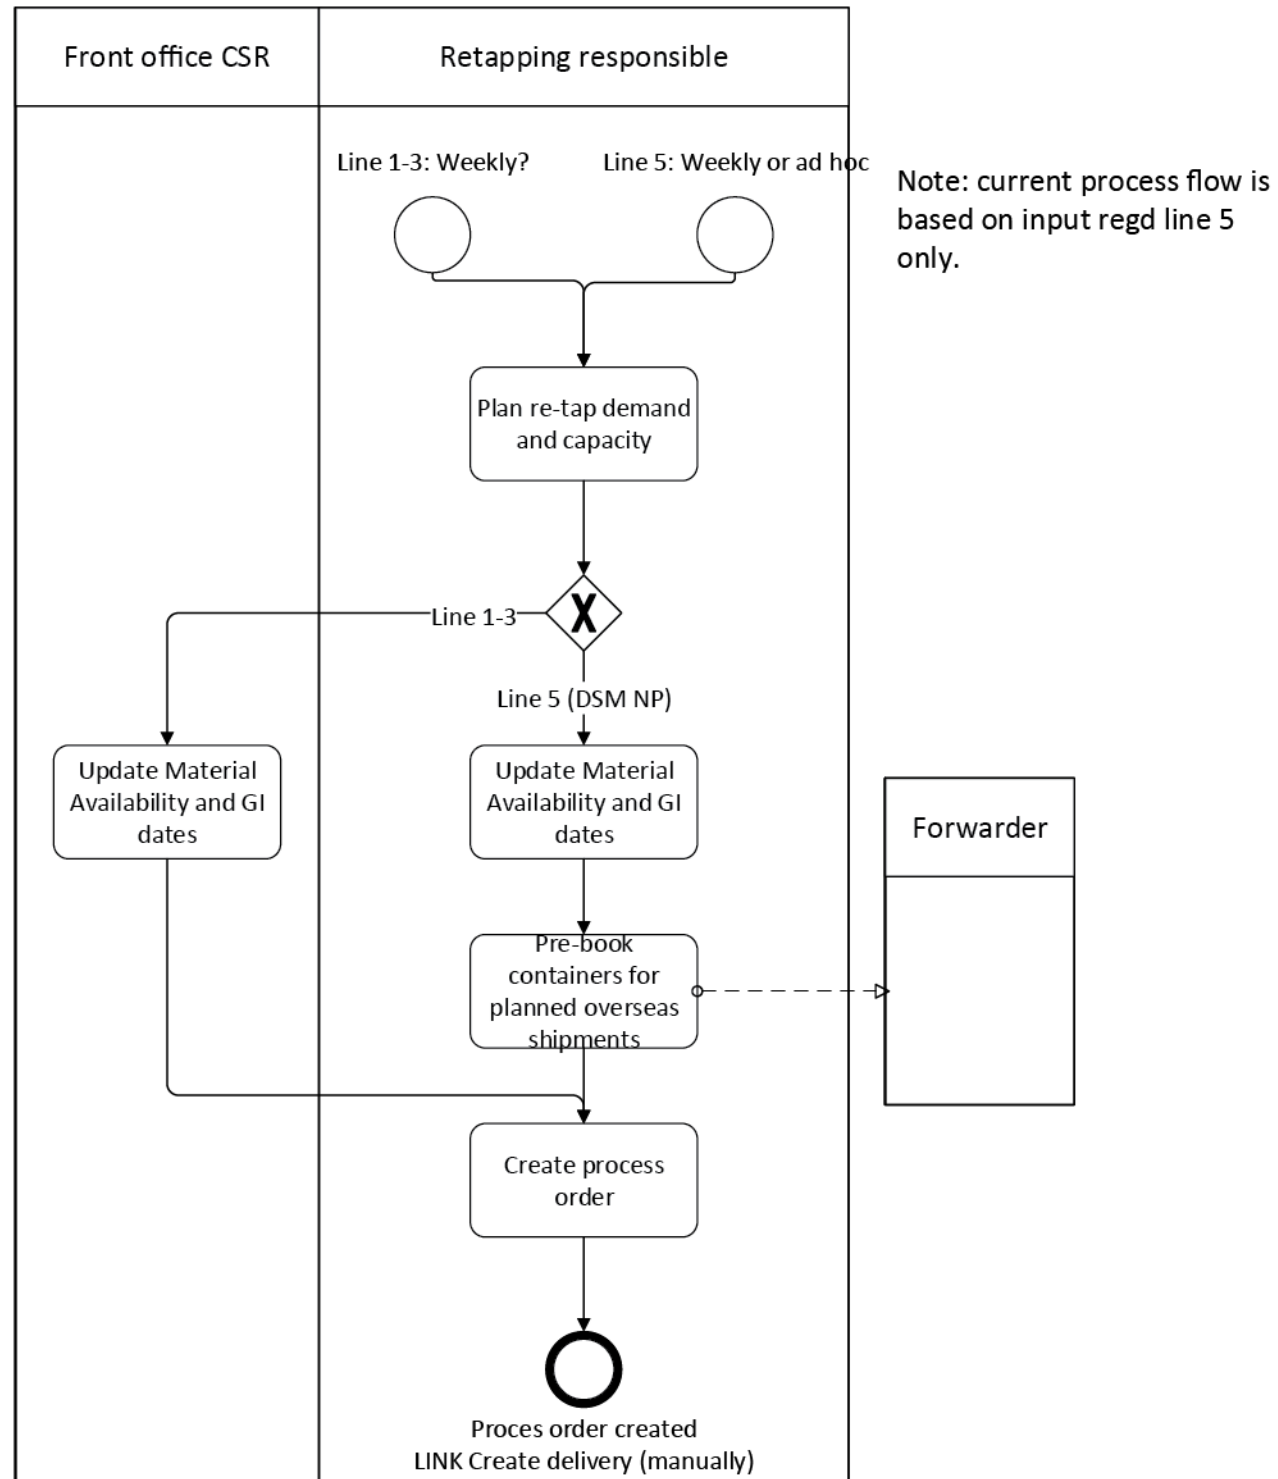 Front office CSR
Retapping responsible
Line 1-3: Weekly?
Line 5: Weekly or ad hoc
Note: current process flow is
based on input regd line 5
only.
Plan re-tap demand
and capacity
X
Line 1-3
Line 5 (DSM NP)
Update Material
Availability and GI
dates
Update Material
Availability and GI
dates
Forwarder
Pre-book
containers for
planned overseas
shipments
Create process
order
Proces order created
LINK Create delivery (manually)